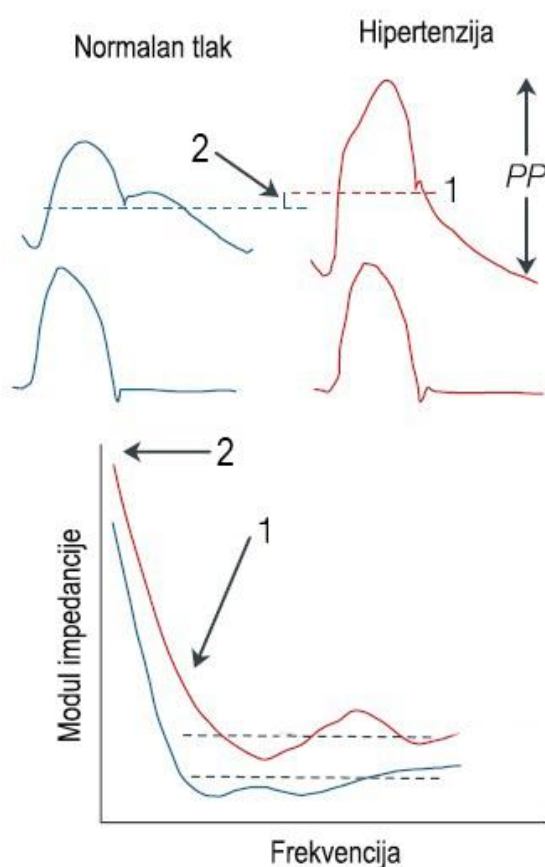 Normalan tlak
Hipertenzija
2
1
PP
2
1
Modul impedancije
Frekvencija